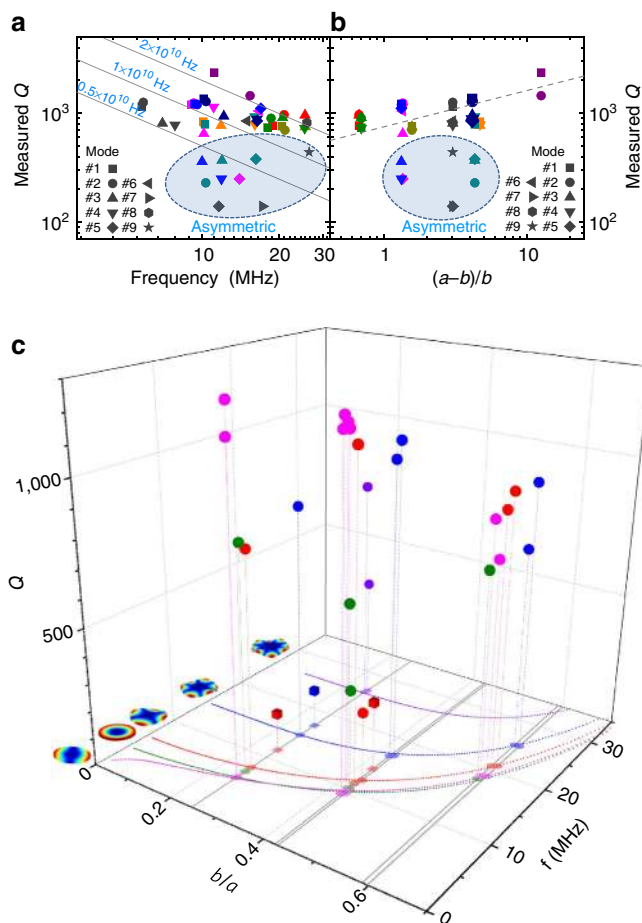 a
b
2×10¹⁰ Hz
1×10¹⁰ Hz
0.5×10¹⁰ Hz
Measured Q
10³
10²
Mode
#1
#2 #6
#3 #7
#4 #8
#5 #9
Asymmetric
10 20 30
Frequency (MHz)
10³
10²
Measured Q
Mode
#1
#6 #2
#7 #3
#8 #4
#9 #5
Asymmetric
1 10
(a–b)/b
c
Q
1,000
500
0
0.2
0.4
0.6
b/a
0
10
20
30
f (MHz)